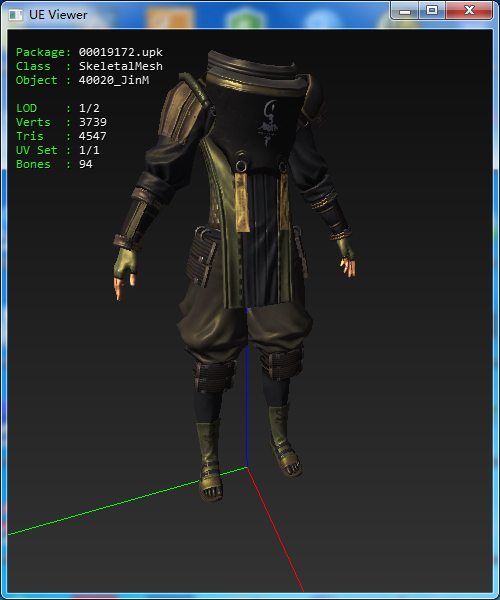 UE Viewer
Package: 00019172.upk
Class  : SkeletalMesh
Object : 40020_JinM
LOD    : 1/2
Verts  : 3739
Tris   : 4547
UV Set : 1/1
Bones  : 94